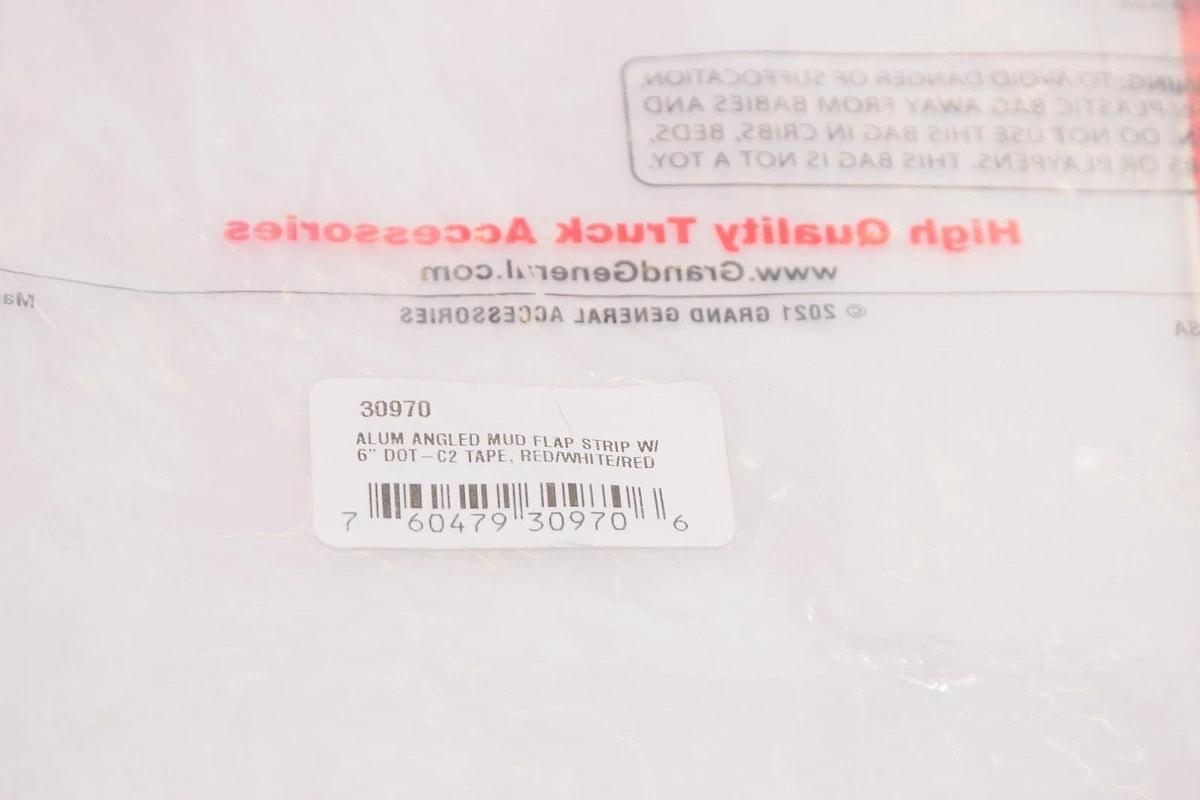 TO AVOID DANGER OF SUFFOCATION,
PLASTIC BAG AWAY FROM BABIES AND
DO NOT USE THIS BAG IN CRIBS, BEDS,
OR PLAYPENS. THIS BAG IS NOT A TOY.
High Quality Truck Accessories
www.GrandGeneral.com
© 2021 GRAND GENERAL ACCESSORIES
30970
ALUM ANGLED MUD FLAP STRIP W/
6" DOT-C2 TAPE, RED/WHITE/RED
7 60479 30970 6